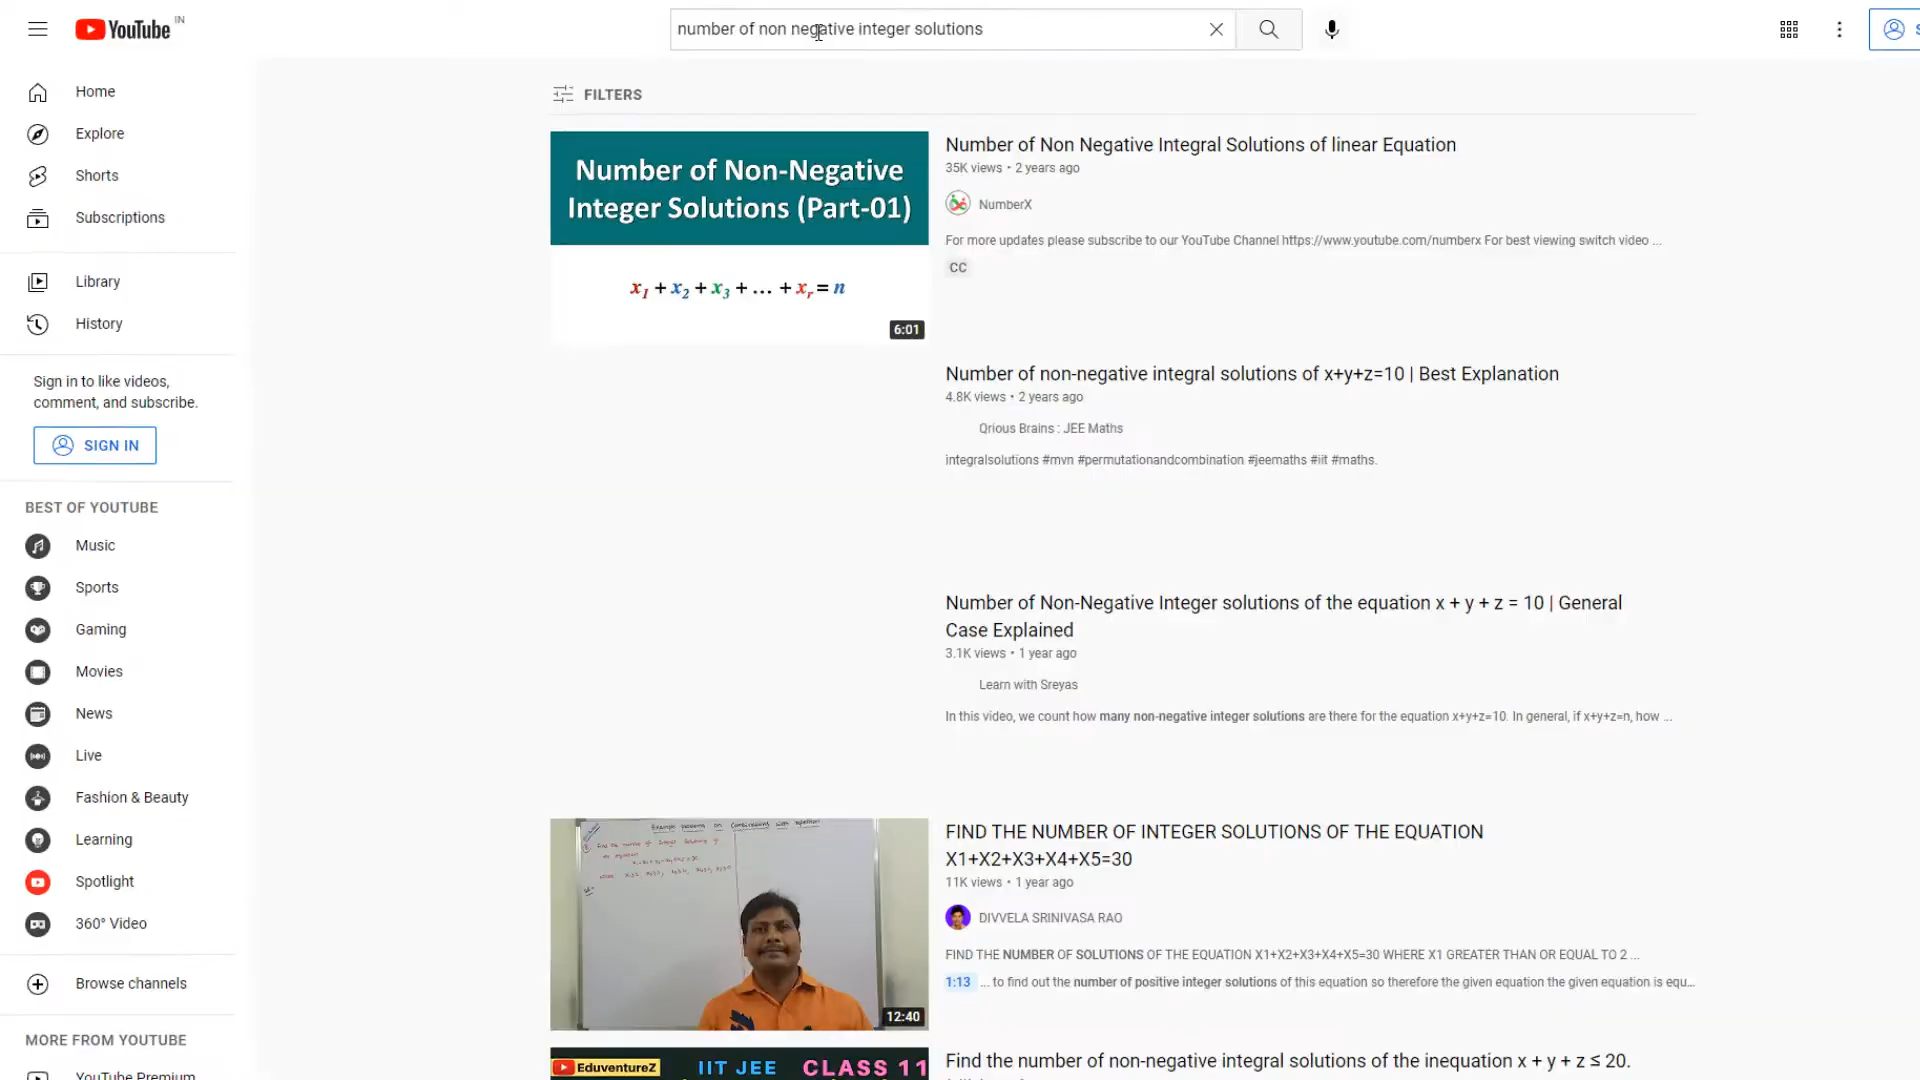 YouTube IN
number of non negative integer solutions
Home
Explore
Shorts
Subscriptions
Library
History
Sign in to like videos,
comment, and subscribe.
SIGN IN
BEST OF YOUTUBE
Music
Sports
Gaming
Movies
News
Live
Fashion & Beauty
Learning
Spotlight
360° Video
Browse channels
MORE FROM YOUTUBE
YouTube Premium
FILTERS
Number of Non-Negative
Integer Solutions (Part-01)
x1 + x2 + x3 + ... + xr = n
6:01
Number of Non Negative Integral Solutions of linear Equation
35K views • 2 years ago
NumberX
For more updates please subscribe to our YouTube Channel https://www.youtube.com/numberx For best viewing switch video ...
CC
Number of non-negative integral solutions of x+y+z=10 | Best Explanation
4.8K views • 2 years ago
Qrious Brains : JEE Maths
integralsolutions #mvn #permutationandcombination #jeemaths #iit #maths.
Number of Non-Negative Integer solutions of the equation x + y + z = 10 | General
Case Explained
3.1K views • 1 year ago
Learn with Sreyas
In this video, we count how many non-negative integer solutions are there for the equation x+y+z=10. In general, if x+y+z=n, how ...
12:40
FIND THE NUMBER OF INTEGER SOLUTIONS OF THE EQUATION
X1+X2+X3+X4+X5=30
11K views • 1 year ago
DIVVELA SRINIVASA RAO
FIND THE NUMBER OF SOLUTIONS OF THE EQUATION X1+X2+X3+X4+X5=30 WHERE X1 GREATER THAN OR EQUAL TO 2 ...
1:13 ... to find out the number of positive integer solutions of this equation so therefore the given equation the given equation is equ...
EduventureZ IIT JEE CLASS 11
Find the number of non-negative integral solutions of the inequation x + y + z ≤ 20.